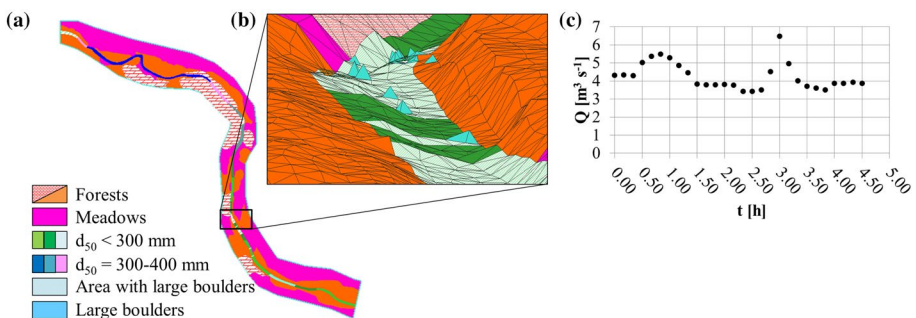 (a)
Forests
Meadows
d50 < 300 mm
d50 = 300-400 mm
Area with large boulders
Large boulders
(b)
(c)
Q [m³ s⁻¹]
7
6
5
4
3
2
1
0
0.00
0.50
1.00
1.50
2.00
2.50
3.00
3.50
4.00
4.50
5.00
t [h]